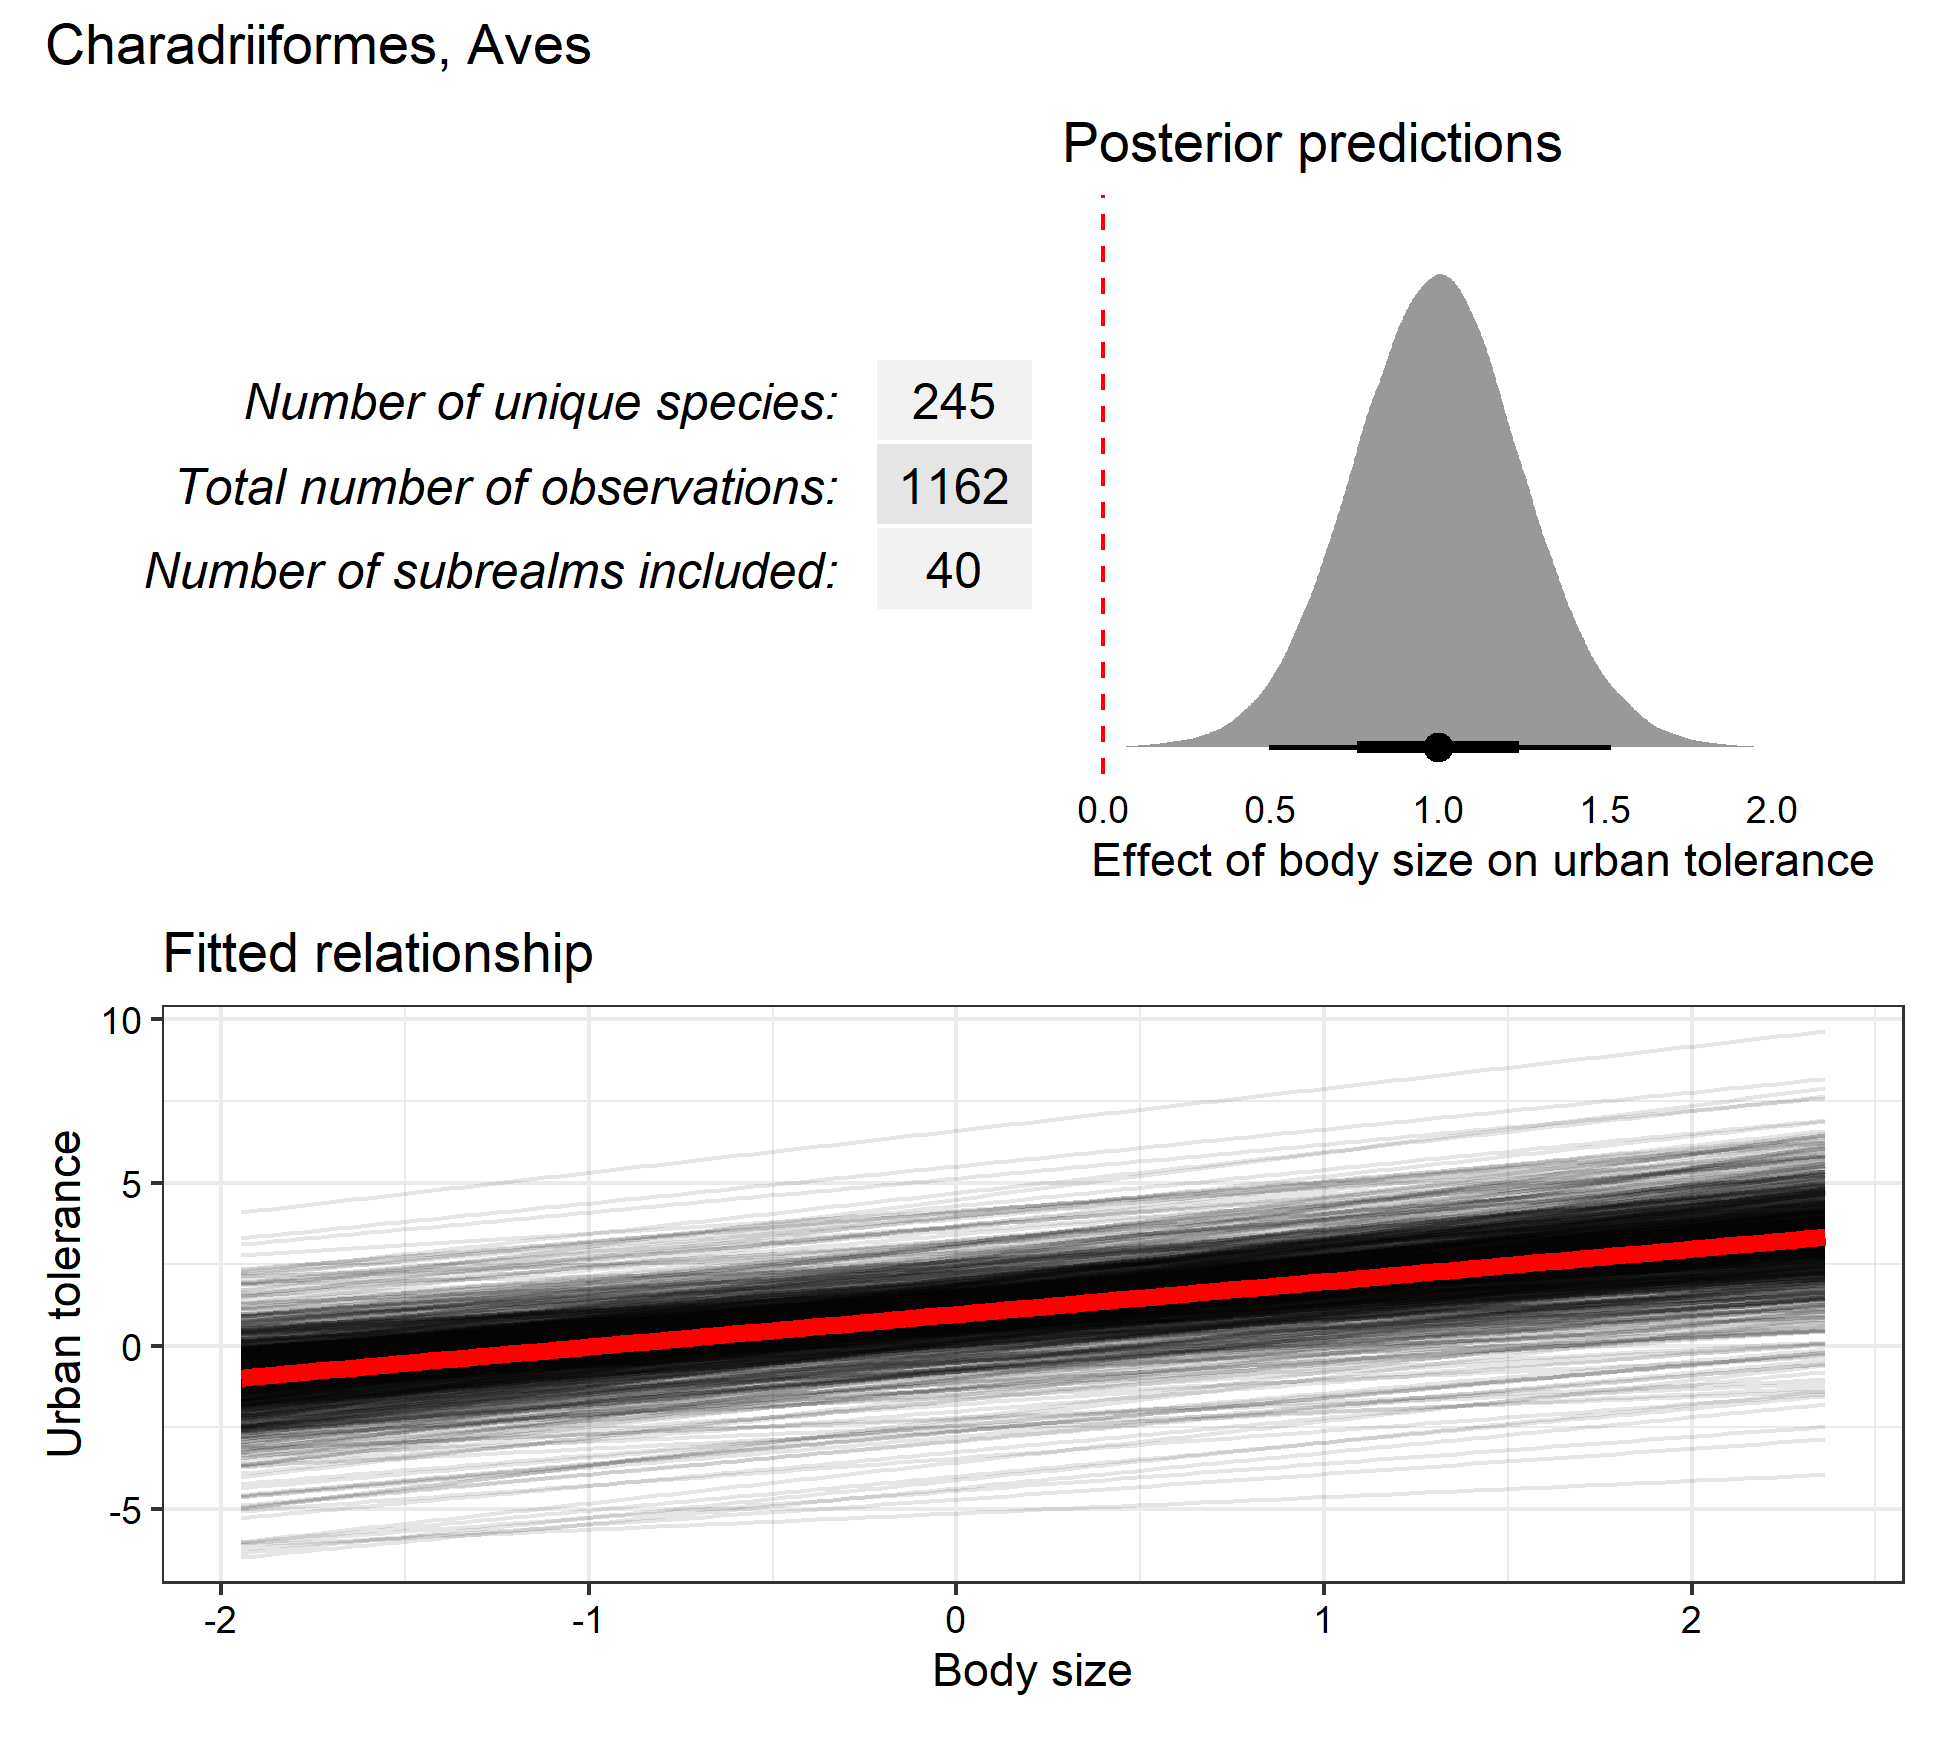 Charadriiformes, Aves
Posterior predictions
Number of unique species: 245
Total number of observations: 1162
Number of subrealms included: 40
0.0 0.5 1.0 1.5 2.0
Effect of body size on urban tolerance
Fitted relationship
10
5
0
-5
Urban tolerance
-2 -1 0 1 2
Body size